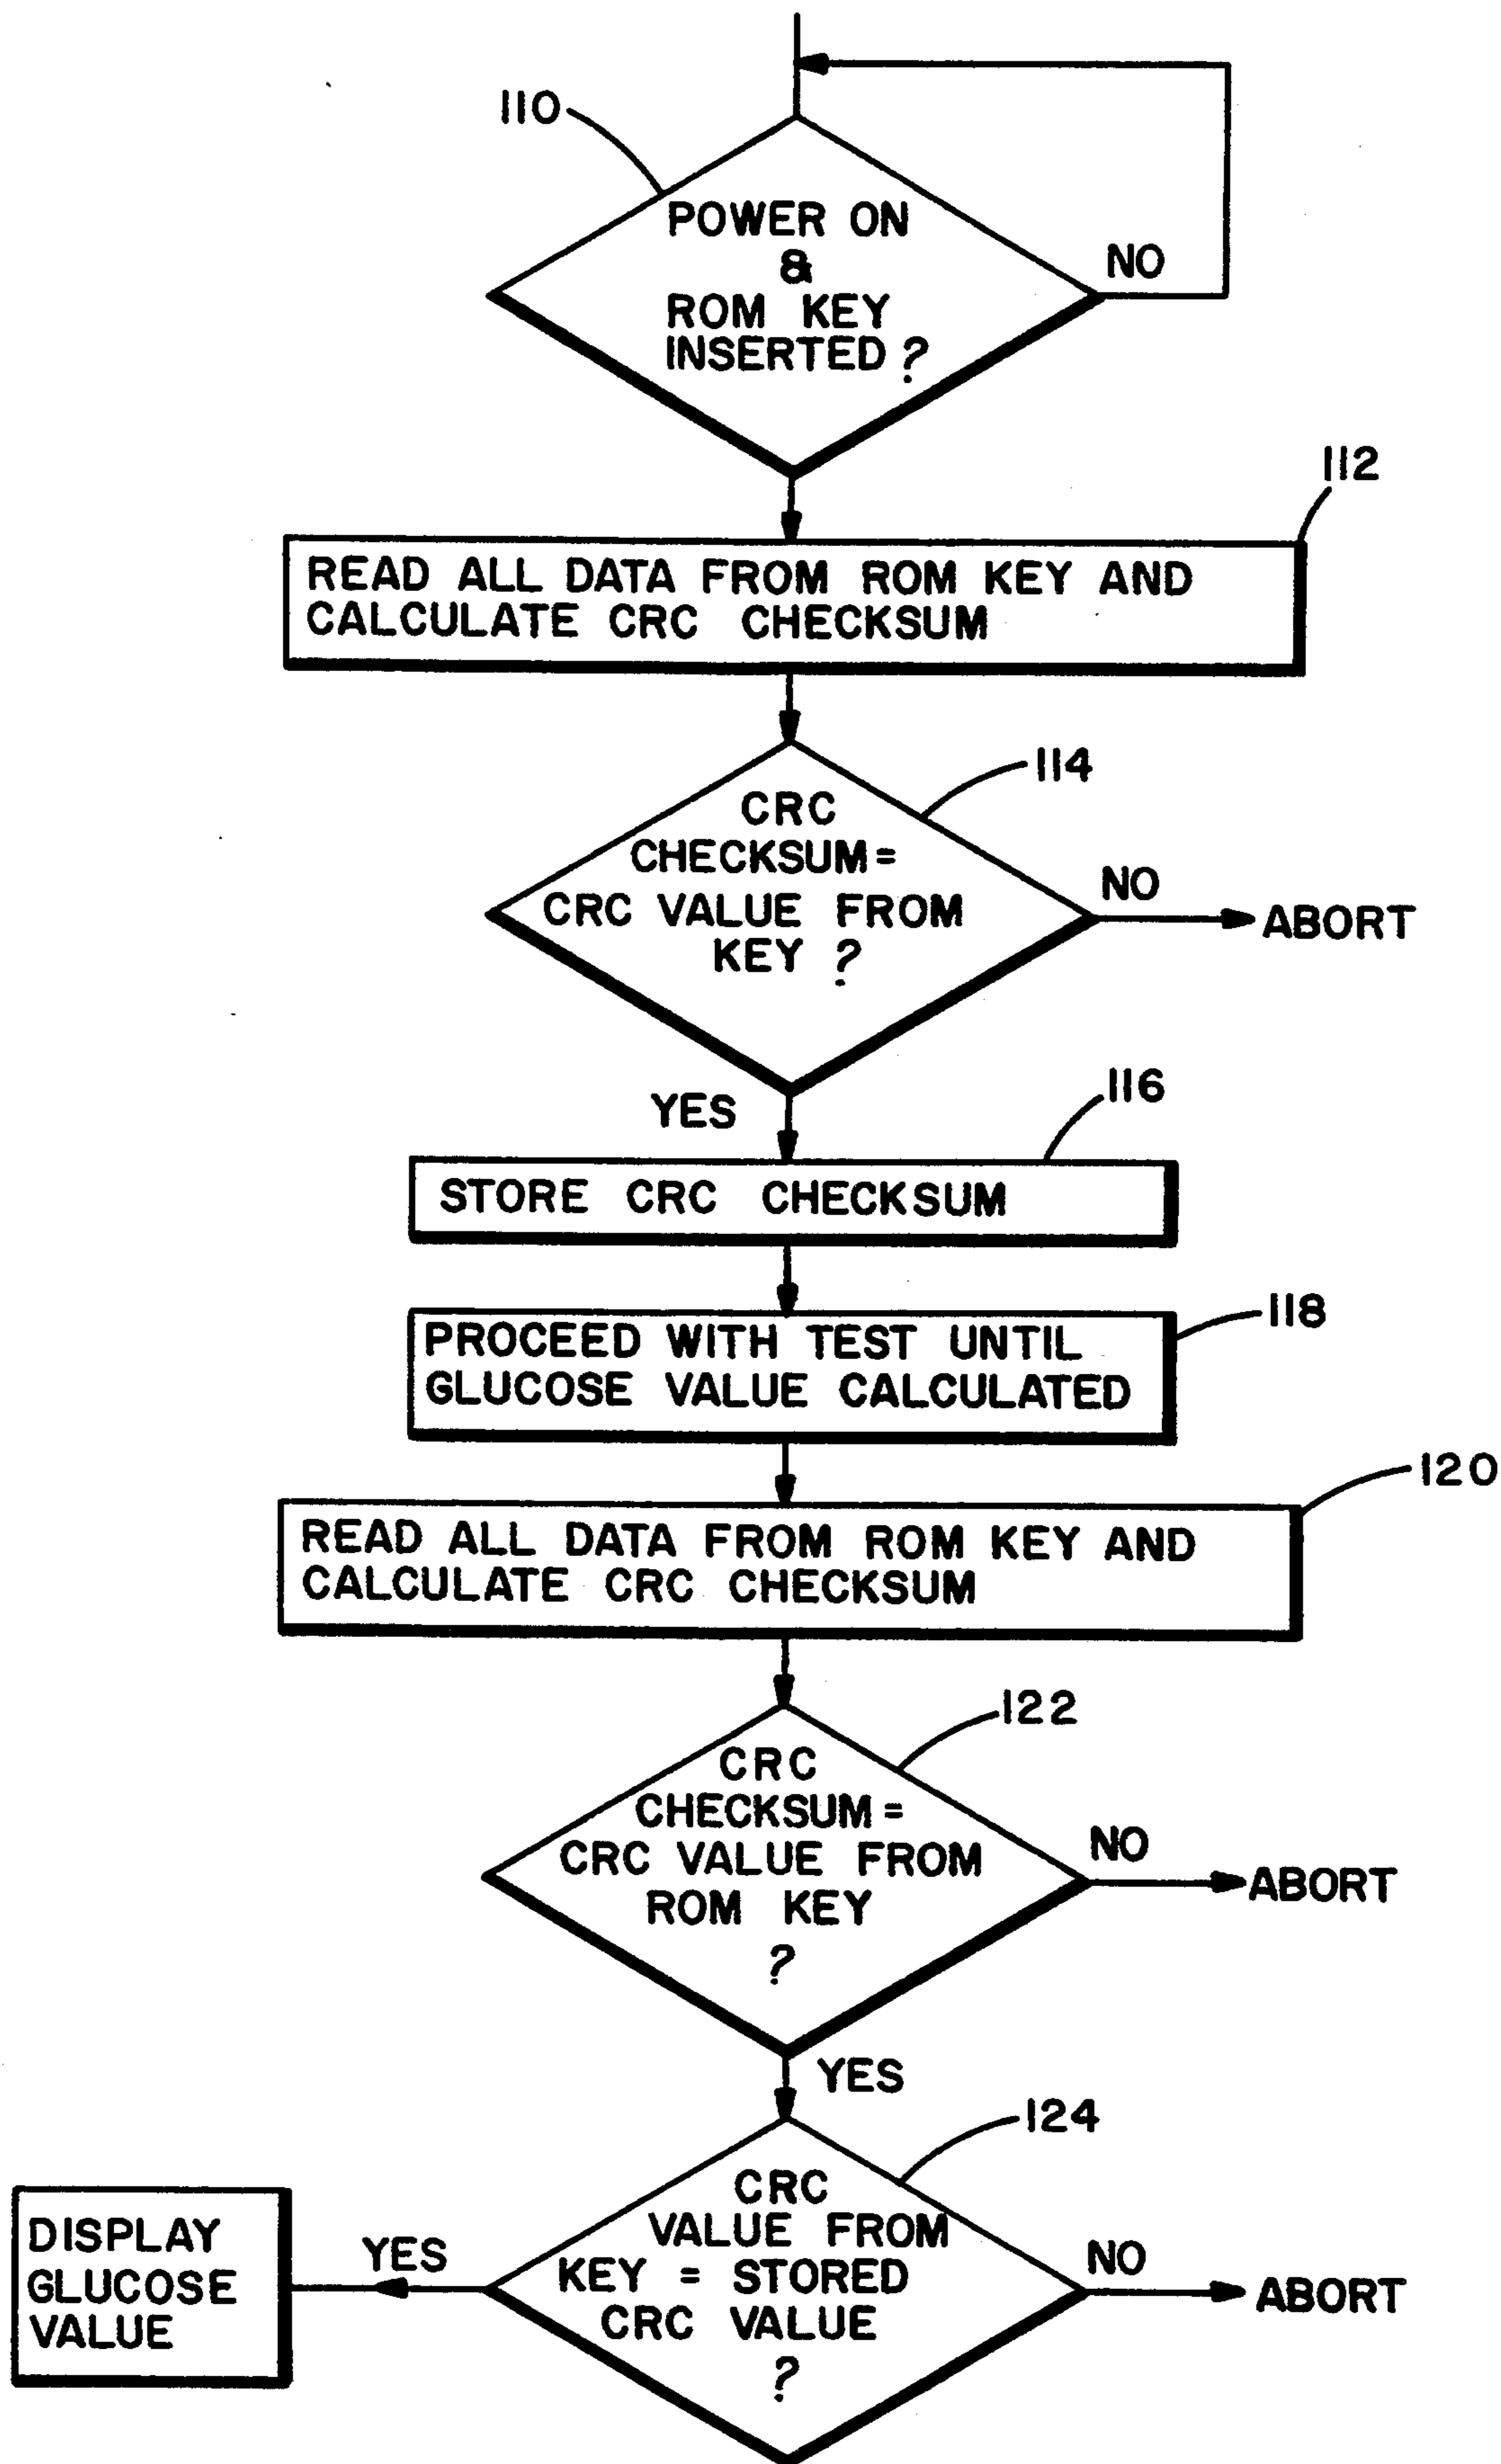 110
POWER ON
&
ROM KEY
INSERTED ?
NO
112
READ ALL DATA FROM ROM KEY AND
CALCULATE CRC CHECKSUM
114
CRC
CHECKSUM =
CRC VALUE FROM
KEY ?
NO
ABORT
YES
116
STORE CRC CHECKSUM
118
PROCEED WITH TEST UNTIL
GLUCOSE VALUE CALCULATED
120
READ ALL DATA FROM ROM KEY AND
CALCULATE CRC CHECKSUM
122
CRC
CHECKSUM =
CRC VALUE FROM
ROM KEY
?
NO
ABORT
YES
124
CRC
VALUE FROM
KEY = STORED
CRC VALUE
?
NO
ABORT
YES
DISPLAY
GLUCOSE
VALUE